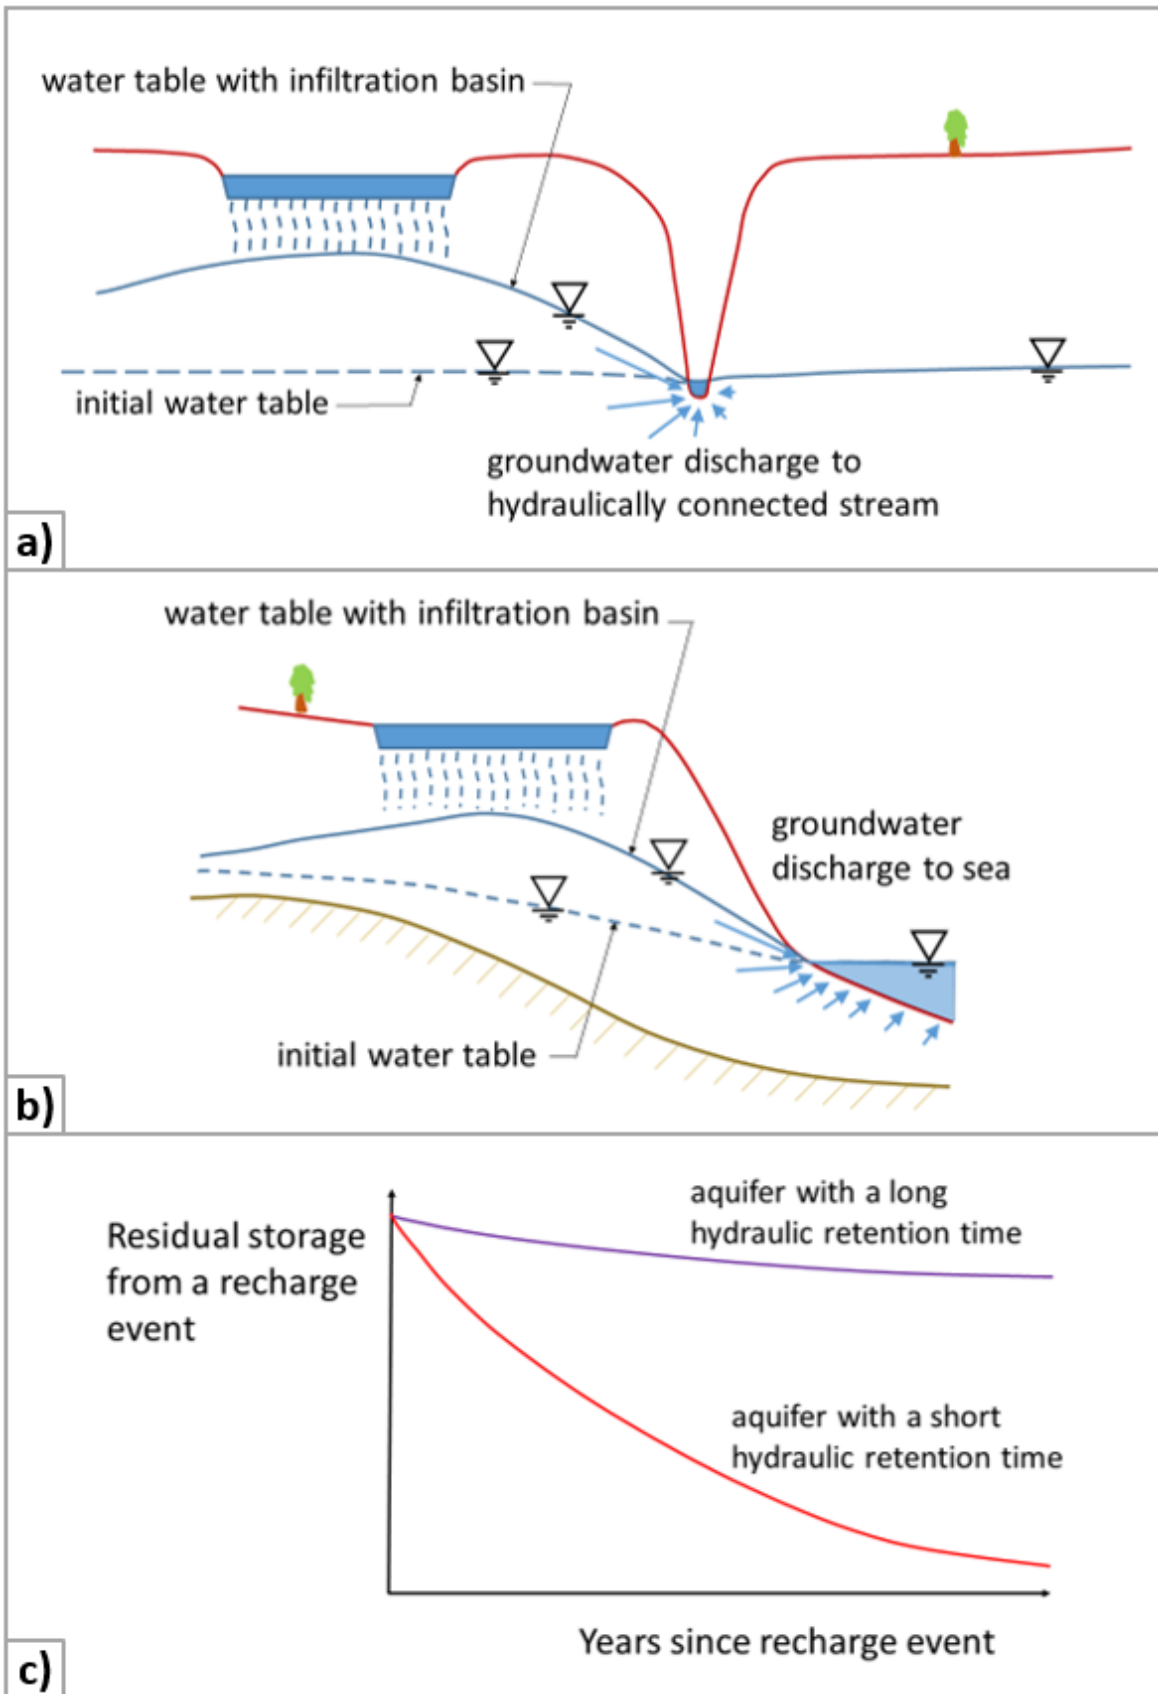 water table with infiltration basin
initial water table
groundwater discharge to
hydraulically connected stream
a)
water table with infiltration basin
groundwater
discharge to sea
initial water table
b)
aquifer with a long
hydraulic retention time
Residual storage
from a recharge
event
aquifer with a short
hydraulic retention time
Years since recharge event
c)